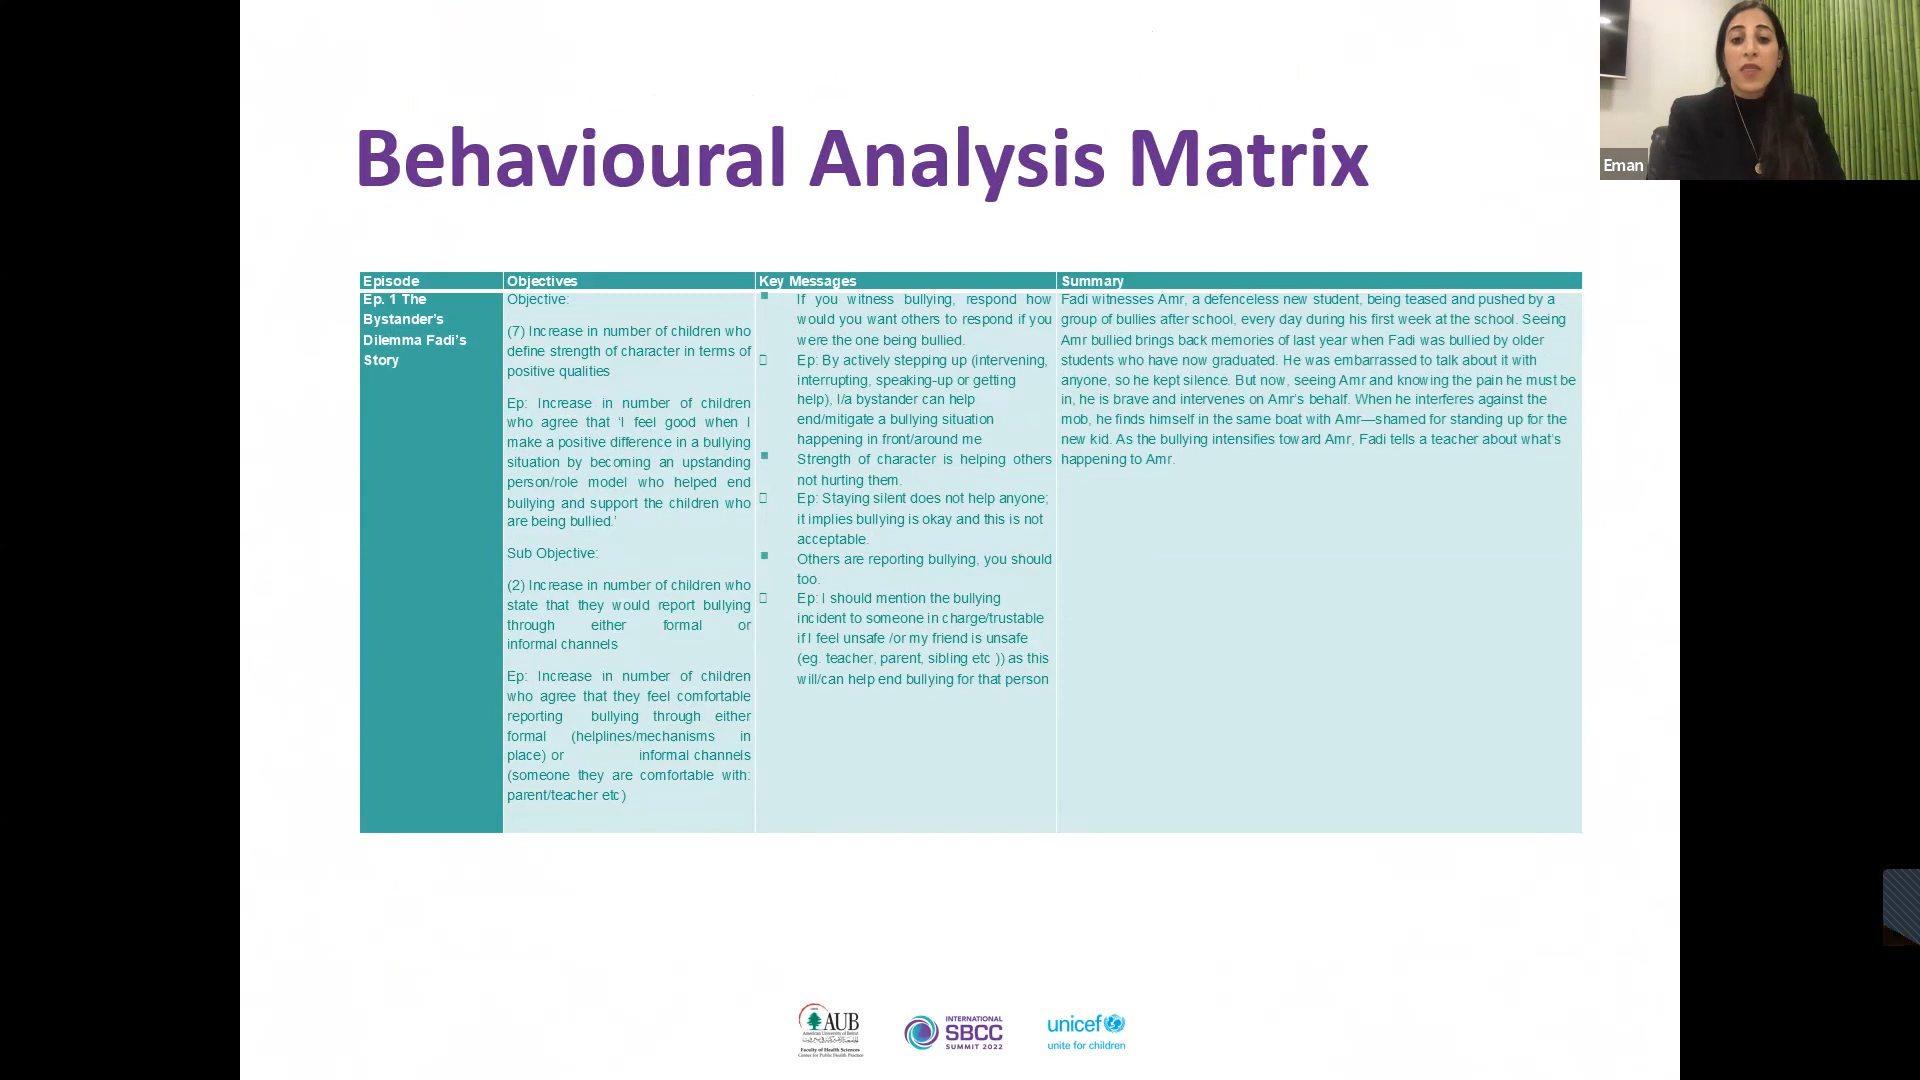 Eman
Behavioural Analysis Matrix
Episode
Objectives
Key Messages
Summary
Ep. 1 The
Bystander’s
Dilemma Fadi’s
Story
Objective:
(7) Increase in number of children who
define strength of character in terms of
positive qualities
Ep: Increase in number of children
who agree that ‘I feel good when I
make a positive difference in a bullying
situation by becoming an upstanding
person/role model who helped end
bullying and support the children who
are being bullied.’
Sub Objective:
(2) Increase in number of children who
state that they would report bullying
through either formal or
informal channels
Ep: Increase in number of children
who agree that they feel comfortable
reporting bullying through either
formal (helplines/mechanisms in
place) or informal channels
(someone they are comfortable with:
parent/teacher etc)
If you witness bullying, respond how
would you want others to respond if you
were the one being bullied.
Ep: By actively stepping up (intervening,
interrupting, speaking-up or getting
help), I/a bystander can help
end/mitigate a bullying situation
happening in front/around me
Strength of character is helping others
not hurting them.
Ep: Staying silent does not help anyone;
it implies bullying is okay and this is not
acceptable.
Others are reporting bullying, you should
too.
Ep: I should mention the bullying
incident to someone in charge/trustable
if I feel unsafe /or my friend is unsafe
(eg. teacher, parent, sibling etc )) as this
will/can help end bullying for that person
Fadi witnesses Amr, a defenceless new student, being teased and pushed by a
group of bullies after school, every day during his first week at the school. Seeing
Amr bullied brings back memories of last year when Fadi was bullied by older
students who have now graduated. He was embarrassed to talk about it with
anyone, so he kept silence. But now, seeing Amr and knowing the pain he must be
in, he is brave and intervenes on Amr’s behalf. When he interferes against the
mob, he finds himself in the same boat with Amr—shamed for standing up for the
new kid. As the bullying intensifies toward Amr, Fadi tells a teacher about what’s
happening to Amr.
AUB
American University of Beirut
Faculty of Health Sciences
Center for Public Health Practice
INTERNATIONAL
SBCC
SUMMIT 2022
unicef
unite for children